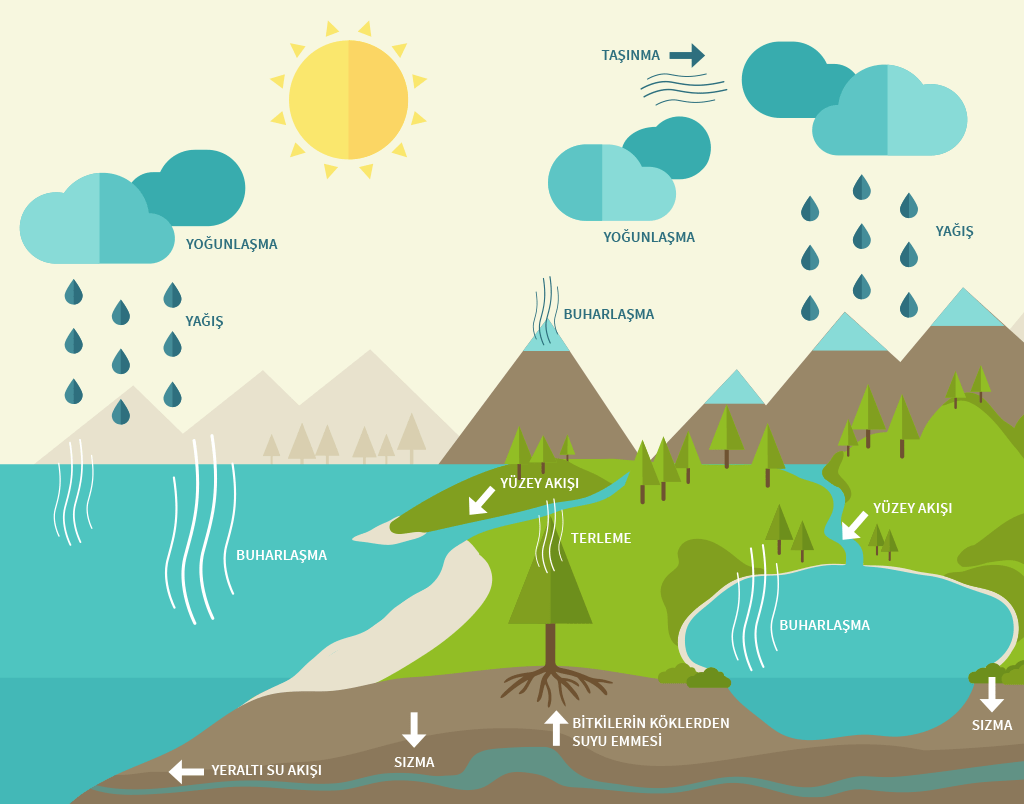 TAŞINMA
YOĞUNLAŞMA
YOĞUNLAŞMA
YAĞIŞ
YAĞIŞ
BUHARLAŞMA
YÜZEY AKIŞI
YÜZEY AKIŞI
TERLEME
BUHARLAŞMA
BUHARLAŞMA
BİTKİLERİN KÖKLERDEN
SUYU EMMESİ
SIZMA
SIZMA
YERALTI SU AKIŞI